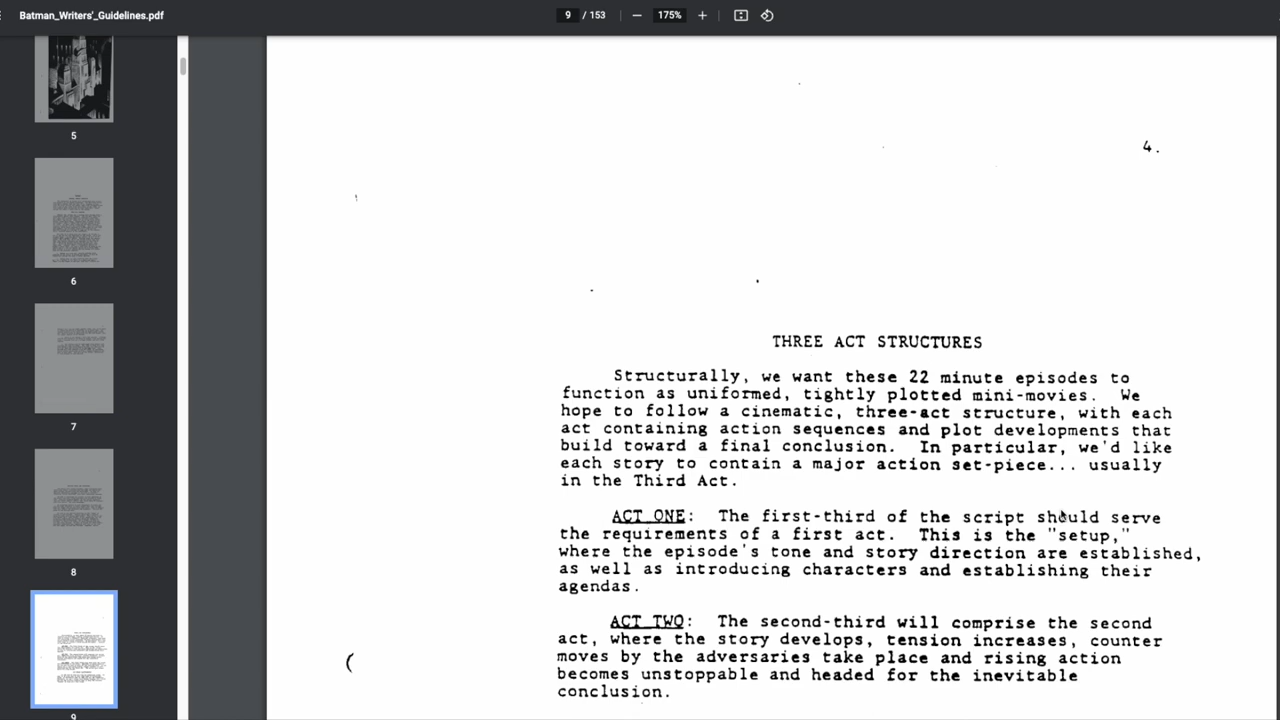 Batman_Writers'_Guidelines.pdf
9 / 153
175%
5
6
7
8
9
4.
THREE ACT STRUCTURES
Structurally, we want these 22 minute episodes to
function as uniformed, tightly plotted mini-movies. We
hope to follow a cinematic, three-act structure, with each
act containing action sequences and plot developments that
build toward a final conclusion. In particular, we'd like
each story to contain a major action set-piece... usually
in the Third Act.
ACT ONE: The first-third of the script should serve
the requirements of a first act. This is the "setup,"
where the episode's tone and story direction are established,
as well as introducing characters and establishing their
agendas.
ACT TWO: The second-third will comprise the second
act, where the story develops, tension increases, counter
moves by the adversaries take place and rising action
becomes unstoppable and headed for the inevitable
conclusion.